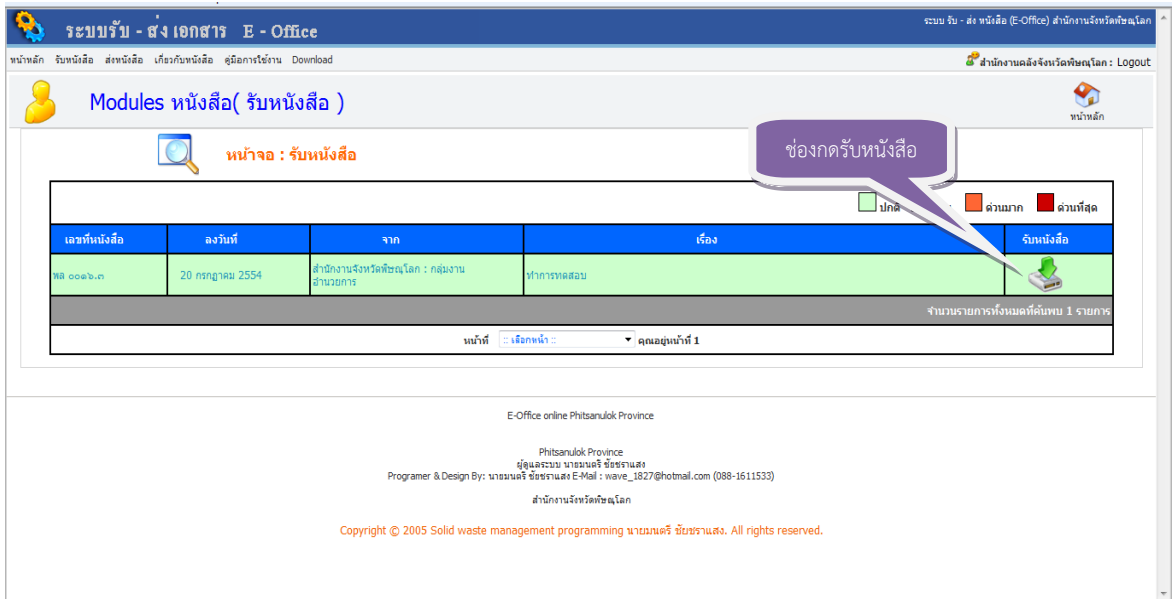 ระบบรับ - ส่ง เอกสาร E - Office
ระบบ รับ - ส่ง หนังสือ (E-Office) สำนักงานจังหวัดพิษณุโลก
หน้าหลัก รับหนังสือ ส่งหนังสือ เกี่ยวกับหนังสือ คู่มือการใช้งาน Download
สำนักงานคลังจังหวัดพิษณุโลก : Logout
Modules หนังสือ( รับหนังสือ )
หน้าหลัก
หน้าจอ : รับหนังสือ
ช่องกดรับหนังสือ
ปกติ ด่วนมาก ด่วนที่สุด
เลขที่หนังสือ ลงวันที่ จาก เรื่อง รับหนังสือ
พล ๐๐๑๖.๓ 20 กรกฎาคม 2554 สำนักงานจังหวัดพิษณุโลก : กลุ่มงาน
อำนวยการ
ทำการทดสอบ
จำนวนรายการทั้งหมดที่ค้นพบ 1 รายการ
หน้าที่ :: เลือกหน้า :: คุณอยู่หน้าที่ 1
E-Office online Phitsanulok Province
Phitsanulok Province
ผู้ดูแลระบบ นายมนตรี ชัยชราแสง
Programer & Design By: นายมนตรี ชัยชราแสง E-Mail : wave_1827@hotmail.com (088-1611533)
สำนักงานจังหวัดพิษณุโลก
Copyright © 2005 Solid waste management programming นายมนตรี ชัยชราแสง. All rights reserved.